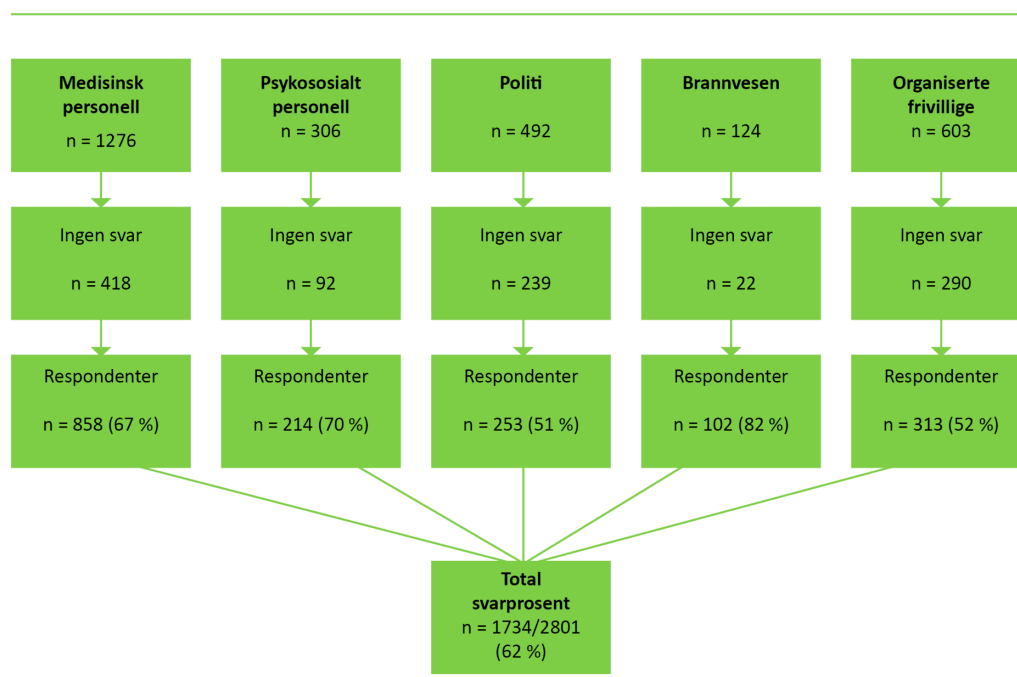 Medisinsk
personell
n = 1276
Psykososialt
personell
n = 306
Politi
n = 492
Brannvesen
n = 124
Organiserte
frivillige
n = 603
Ingen svar
n = 418
Ingen svar
n = 92
Ingen svar
n = 239
Ingen svar
n = 22
Ingen svar
n = 290
Respondenter
n = 858 (67 %)
Respondenter
n = 214 (70 %)
Respondenter
n = 253 (51 %)
Respondenter
n = 102 (82 %)
Respondenter
n = 313 (52 %)
Total
svarprosent
n = 1734/2801
(62 %)